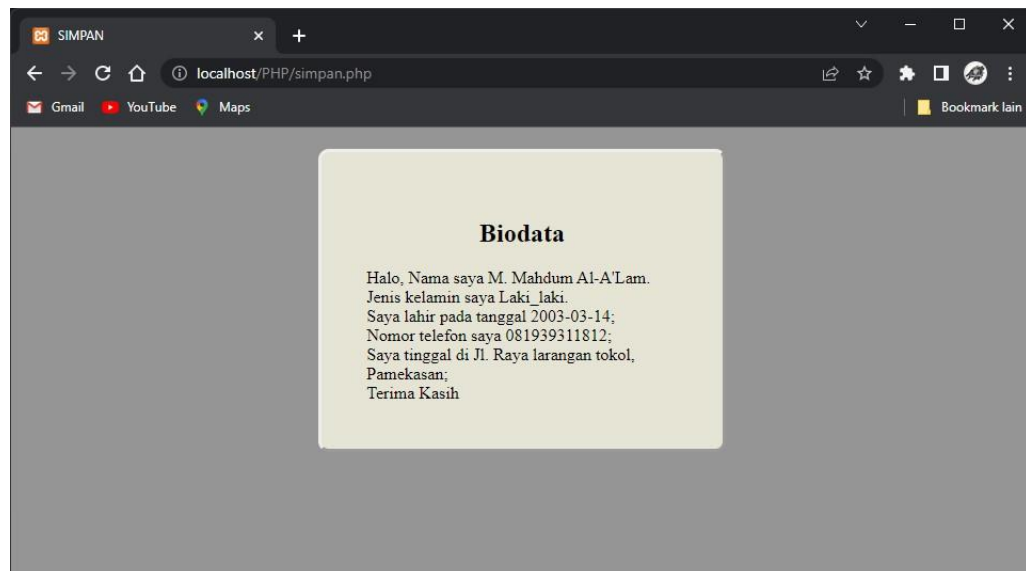 SIMPAN
localhost/PHP/simpan.php
Gmail YouTube Maps Bookmark lain
Biodata
Halo, Nama saya M. Mahdum Al-A'Lam.
Jenis kelamin saya Laki_laki.
Saya lahir pada tanggal 2003-03-14;
Nomor telefon saya 081939311812;
Saya tinggal di Jl. Raya larangan tokol,
Pamekasan;
Terima Kasih